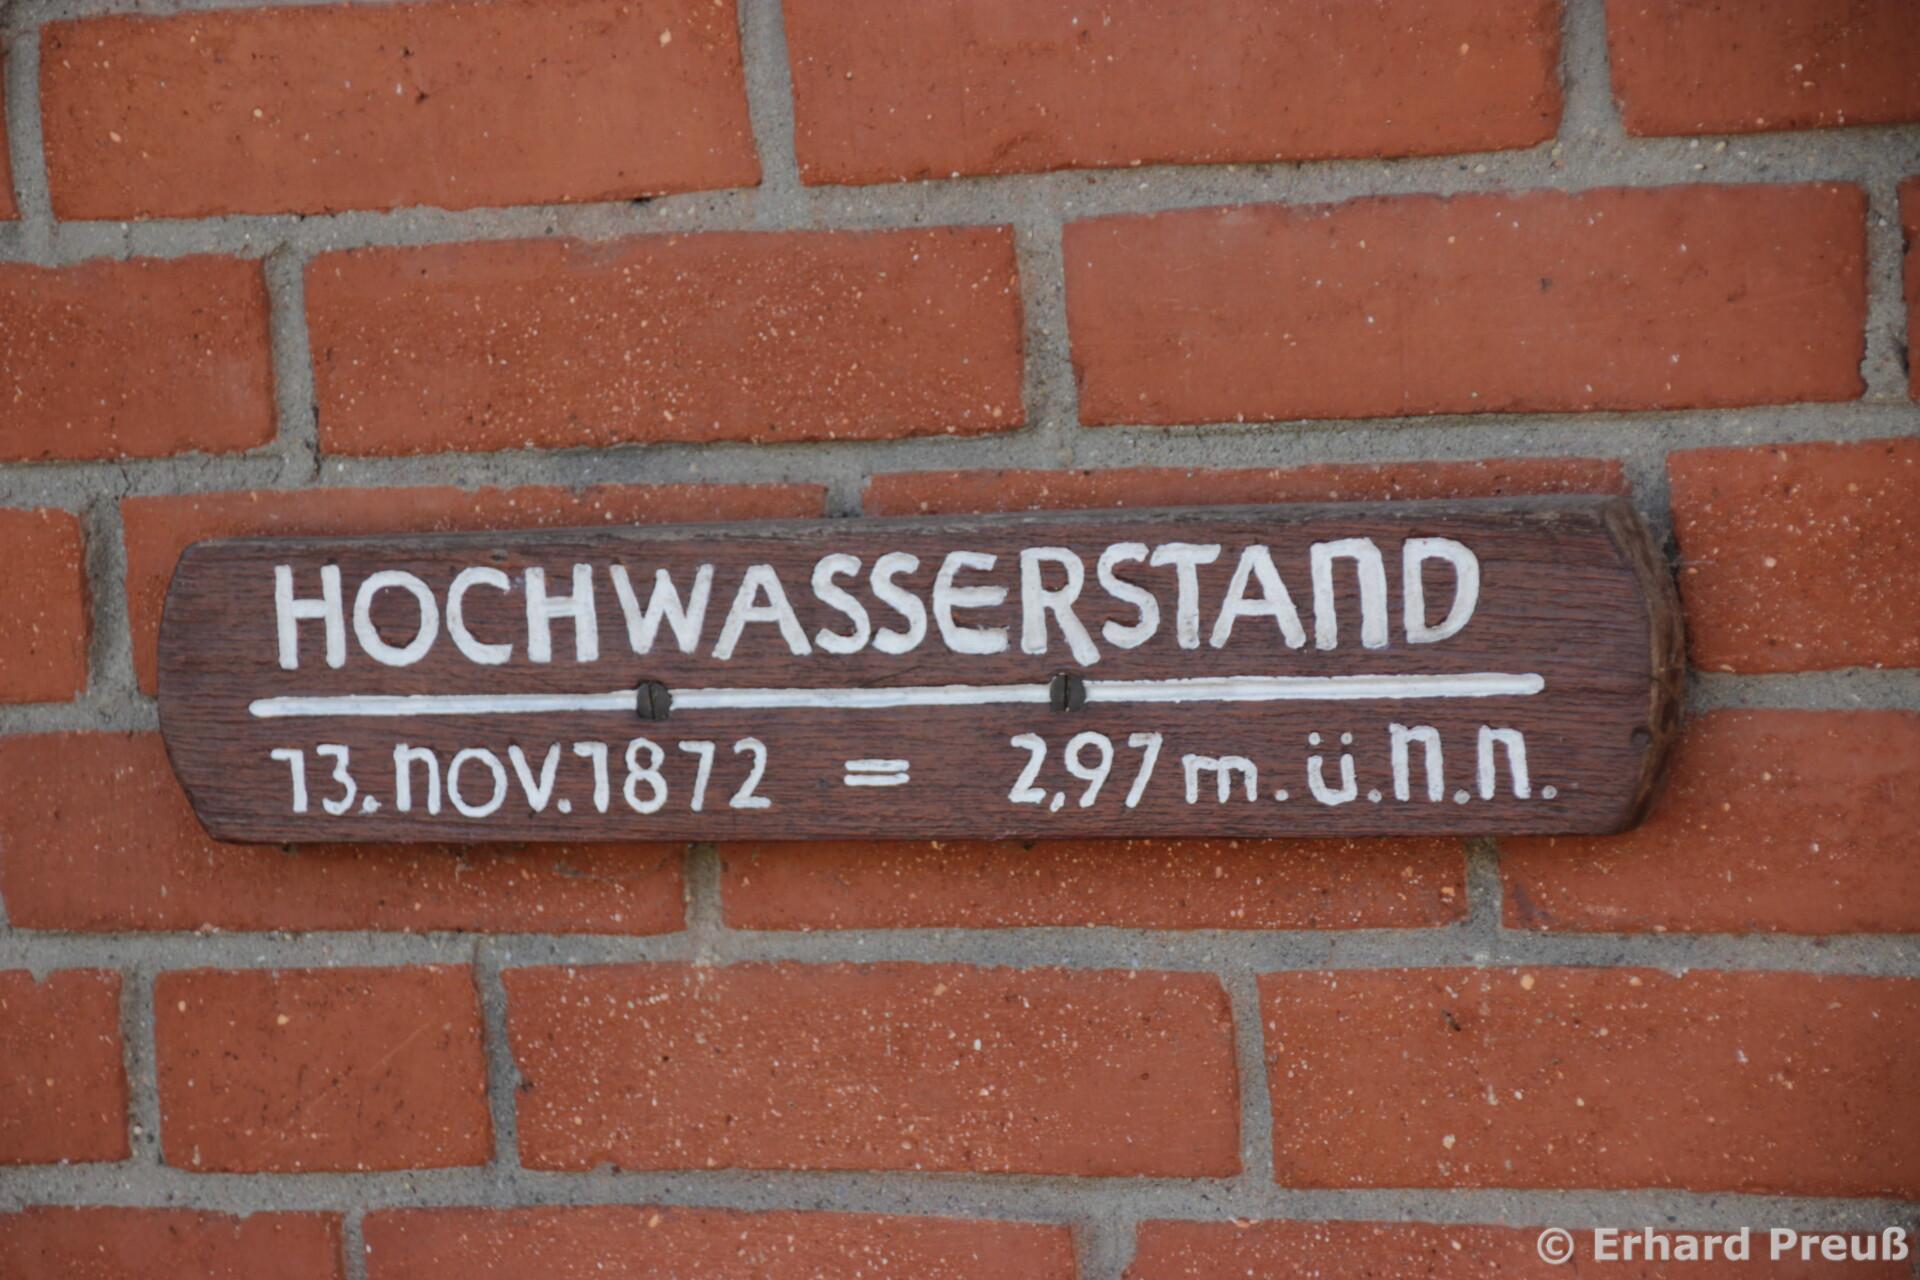 HOCHWASSERSTAND
13.NOV.1872 = 2,97 m.ü.N.N.
© Erhard Preuß